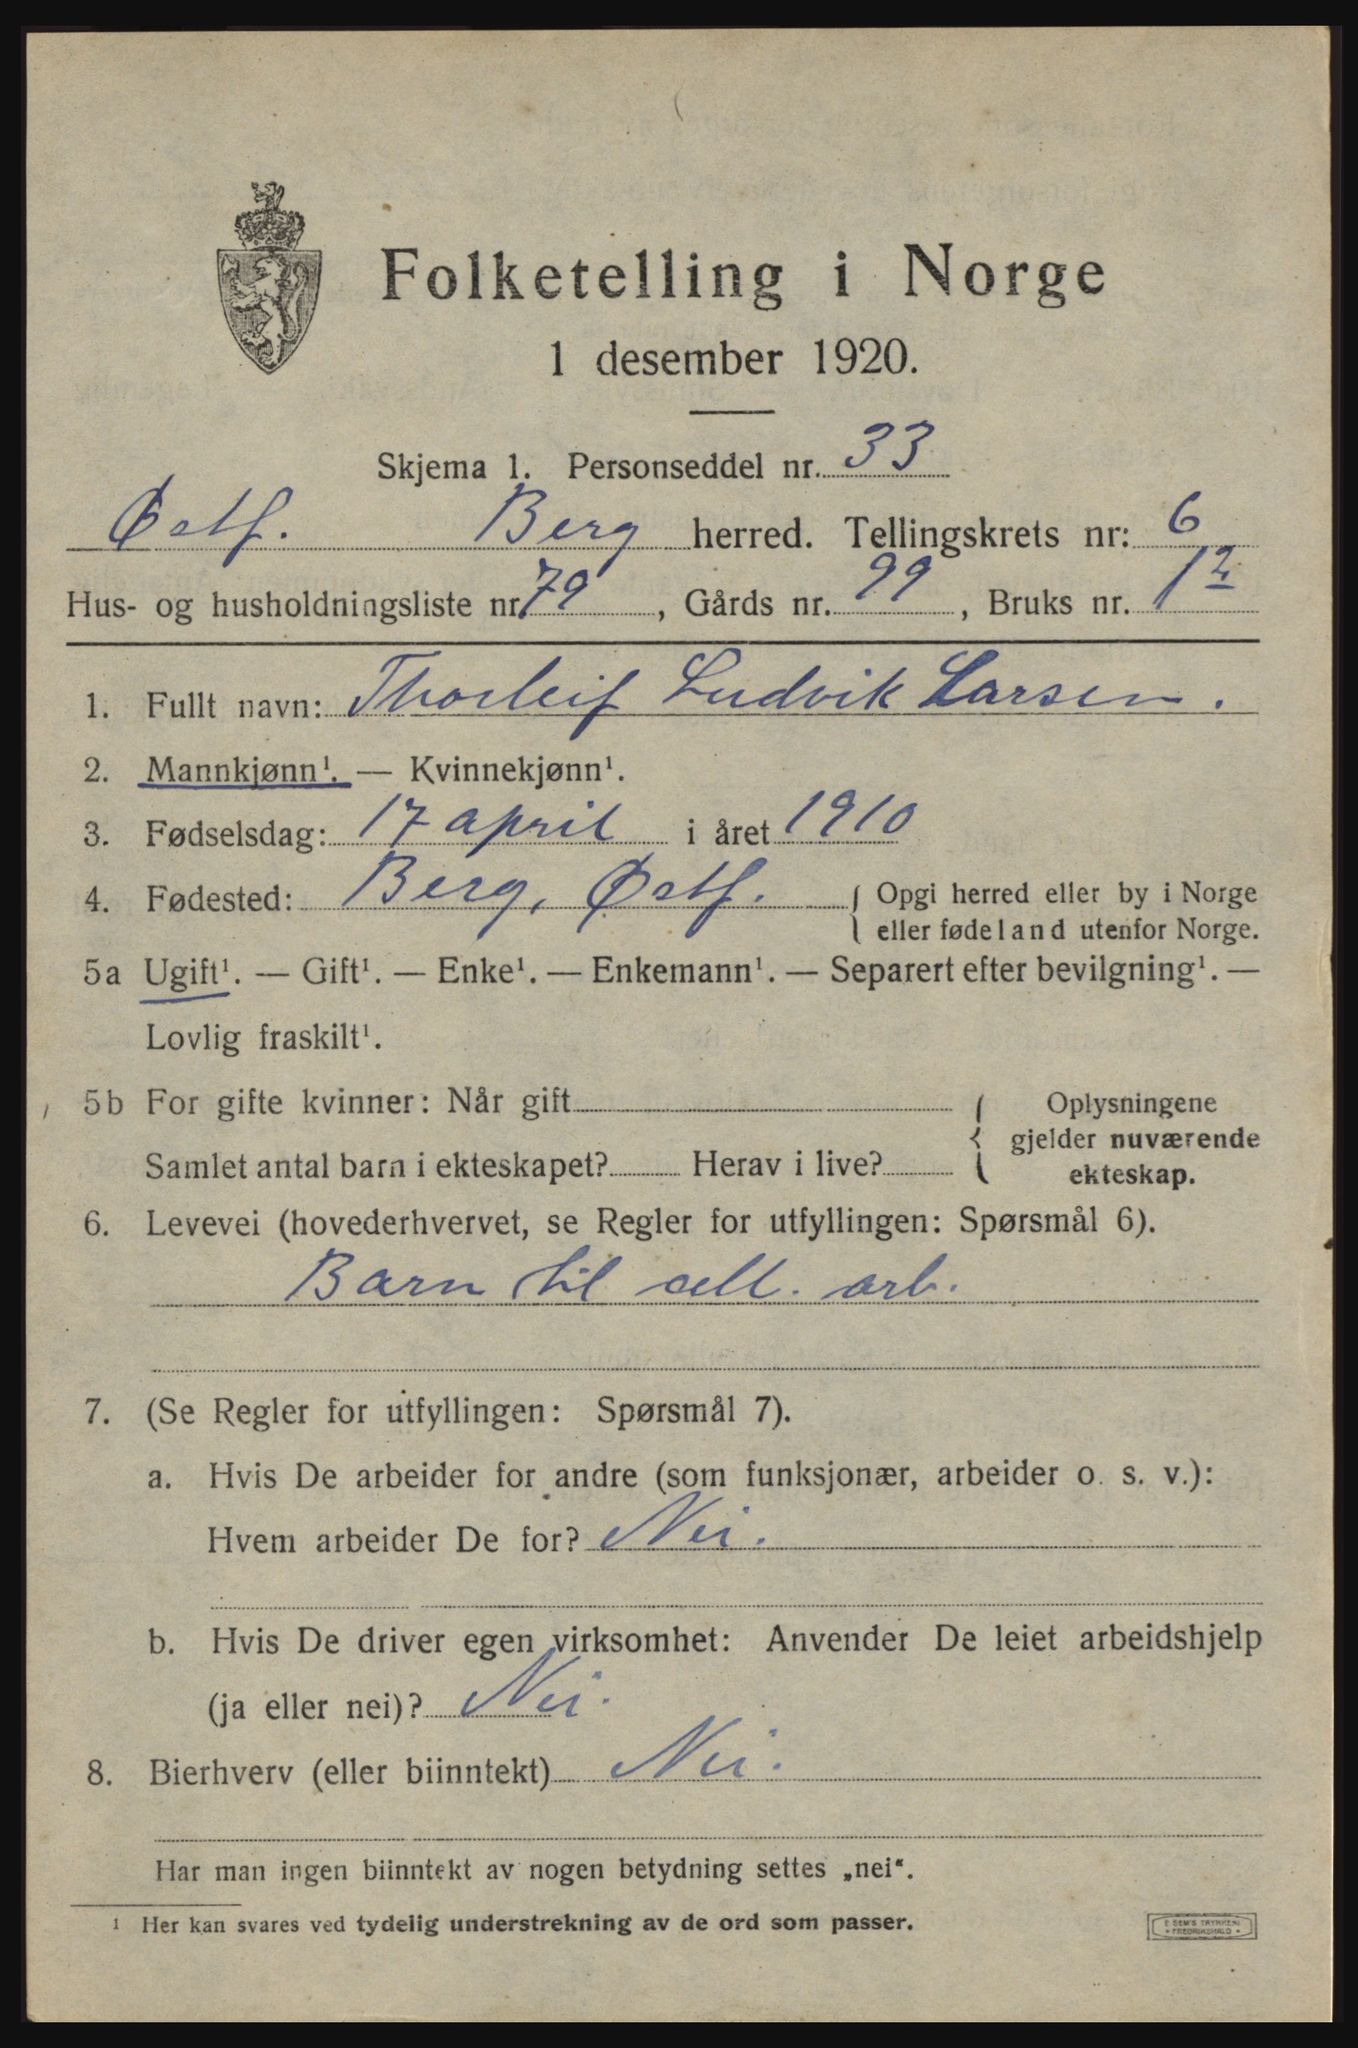 Folketelling i Norge
1 desember 1920.
Skjema 1. Personseddel nr. 33
Østf. Berg herred. Tellingskrets nr: 6
Hus- og husholdningsliste nr. 79, Gårds nr. 99, Bruks nr. 12
1. Fullt navn: Thorleif Ludvik Larsen.
2. Mannkjønn¹. — Kvinnekjønn¹.
3. Fødselsdag: 17 april i året 1910
4. Fødested: Berg, Østf. { Opgi herred eller by i Norge
eller fødeland utenfor Norge.
5a Ugift¹. — Gift¹. — Enke¹. — Enkemann¹. — Separert efter bevilgning¹. —
Lovlig fraskilt¹.
5b For gifte kvinner: Når gift { Oplysningene
gjelder nuværende
Samlet antal barn i ekteskapet? Herav i live? ekteskap.
6. Levevei (hovederhvervet, se Regler for utfyllingen: Spørsmål 6).
Barn til cell. arb.
7. (Se Regler for utfyllingen: Spørsmål 7).
a. Hvis De arbeider for andre (som funksjonær, arbeider o. s. v.):
Hvem arbeider De for? Nei.
b. Hvis De driver egen virksomhet: Anvender De leiet arbeidshjelp
(ja eller nei)? Nei.
8. Bierhverv (eller biinntekt) Nei.
Har man ingen biinntekt av nogen betydning settes „nei“.
¹ Her kan svares ved tydelig understrekning av de ord som passer.
E SEM'S TRYKKERI
• FREDRIKSHALD •